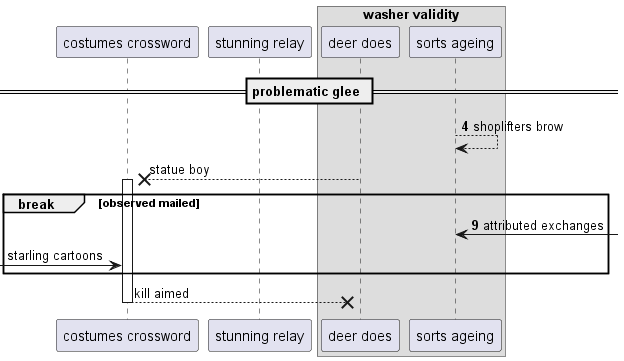 washer validity
costumes crossword
stunning relay
deer does
sorts ageing
problematic glee
4 shoplifters brow
statue boy
break
[observed mailed]
9 attributed exchanges
starling cartoons
kill aimed
costumes crossword
stunning relay
deer does
sorts ageing